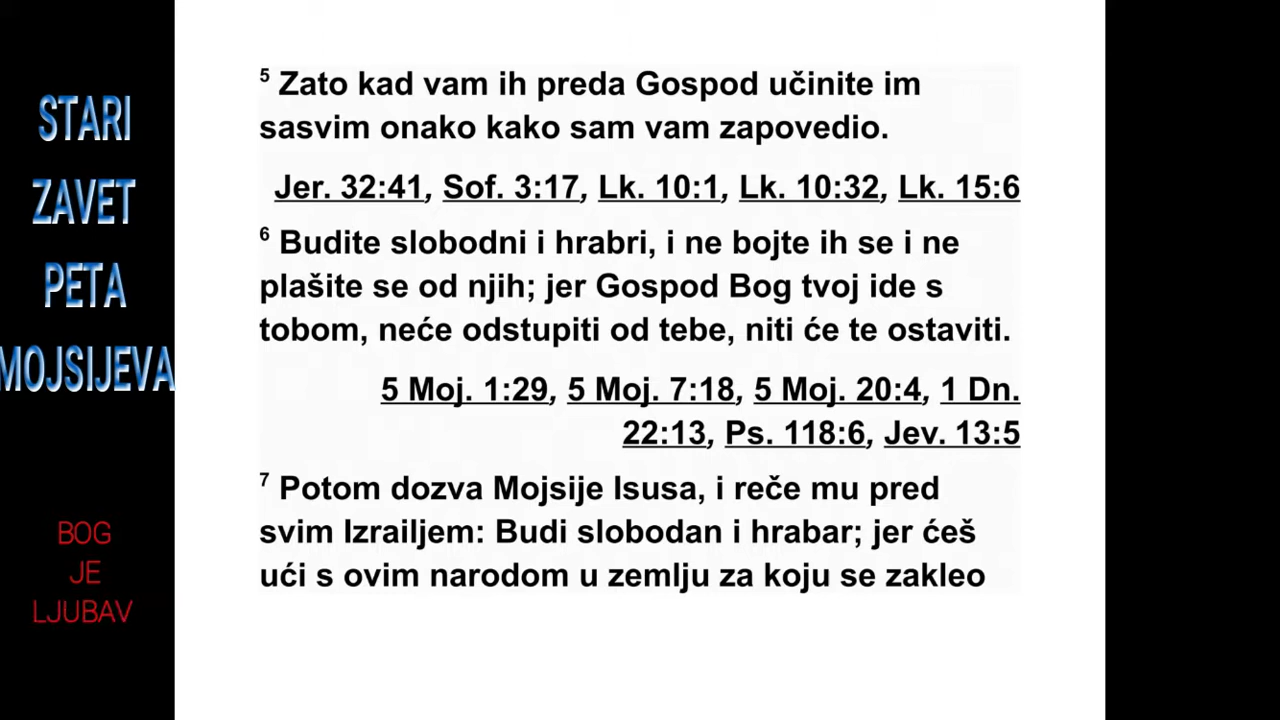 STARI
ZAVET
PETA
MOJSIJEVA
BOG
JE
LJUBAV
5 Zato kad vam ih preda Gospod učinite im
sasvim onako kako sam vam zapovedio.
Jer. 32:41, Sof. 3:17, Lk. 10:1, Lk. 10:32, Lk. 15:6
6 Budite slobodni i hrabri, i ne bojte ih se i ne
plašite se od njih; jer Gospod Bog tvoj ide s
tobom, neće odstupiti od tebe, niti će te ostaviti.
5 Moj. 1:29, 5 Moj. 7:18, 5 Moj. 20:4, 1 Dn.
22:13, Ps. 118:6, Jev. 13:5
7 Potom dozva Mojsije Isusa, i reče mu pred
svim Izrailjem: Budi slobodan i hrabar; jer ćeš
ući s ovim narodom u zemlju za koju se zakleo